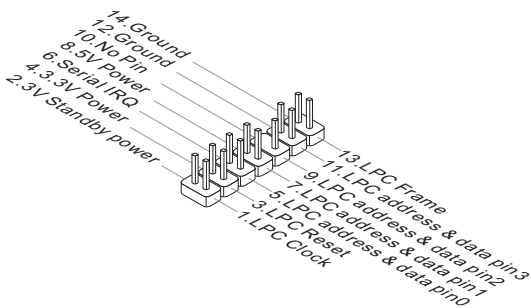 14.Ground
12.Ground
10.No Pin
8.5V Power
6.Serial IRQ
4.3.3V Power
2.3V Standby power
13.LPC Frame
11.LPC address & data pin3
9.LPC address & data pin2
7.LPC address & data pin1
5.LPC address & data pin0
3.LPC Reset
1.LPC Clock